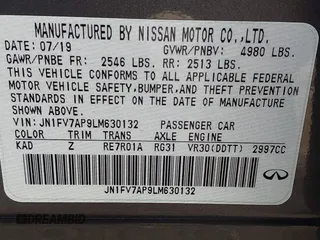 MANUFACTURED BY NISSAN MOTOR CO.,LTD.
DATE: 07/19 GVWR/PNBV: 4980 LBS.
GAWR/PNBE FR: 2546 LBS. RR: 2513 LBS.
THIS VEHICLE CONFORMS TO ALL APPLICABLE FEDERAL
MOTOR VEHICLE SAFETY,BUMPER,AND THEFT PREVENTION
STANDARDS IN EFFECT ON THE DATE OF MANUFACTURE SHOWN ABOVE.
VIN: JN1FV7AP9LM630132 PASSENGER CAR
COLOR TRIM TRANS AXLE ENGINE
KAD Z RE7R01A RG31 VR30(DDTT) 2997CC
JN1FV7AP9LM630132
INFINITI